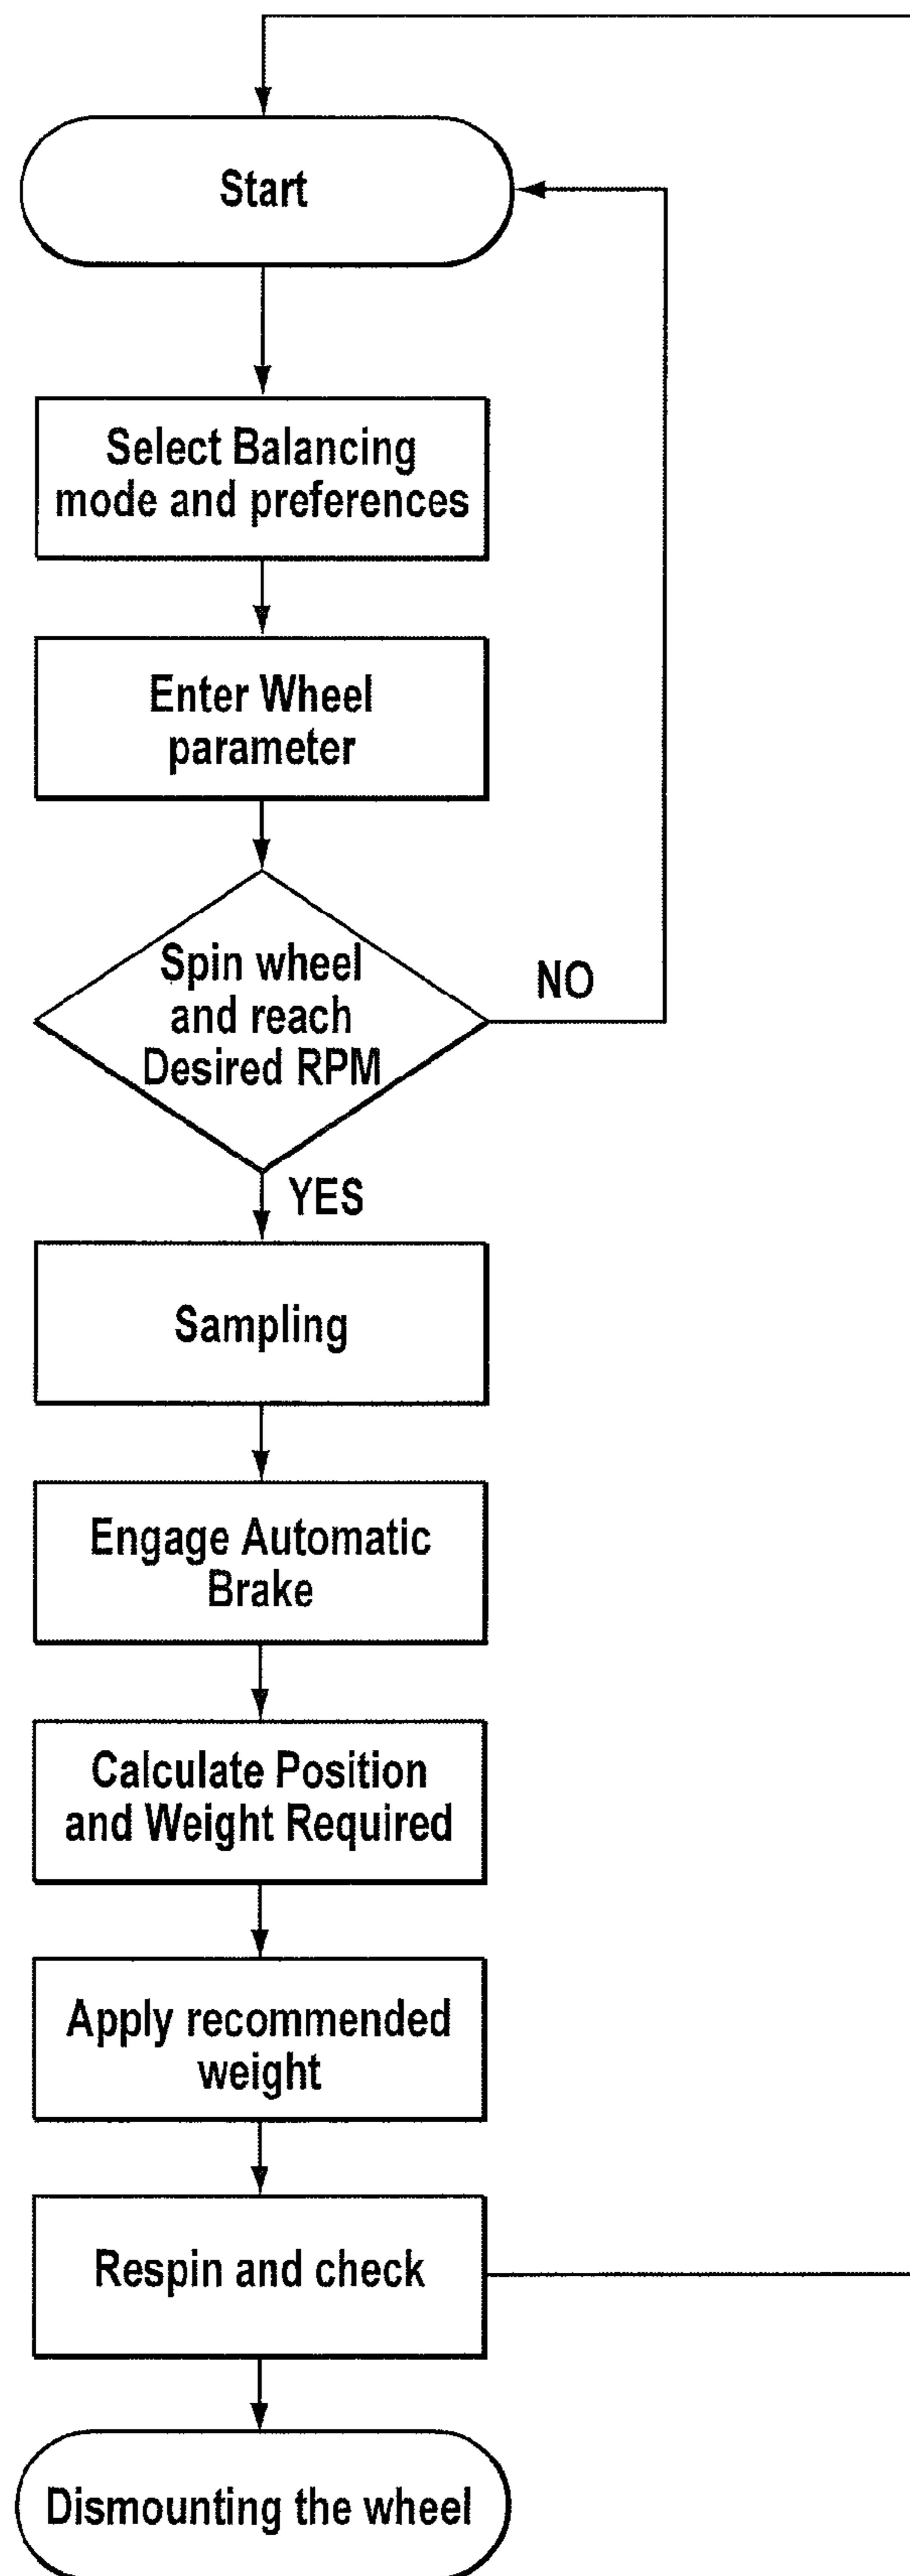 Start
Select Balancing
mode and preferences
Enter Wheel
parameter
Spin wheel
and reach
Desired RPM
NO
YES
Sampling
Engage Automatic
Brake
Calculate Position
and Weight Required
Apply recommended
weight
Respin and check
Dismounting the wheel